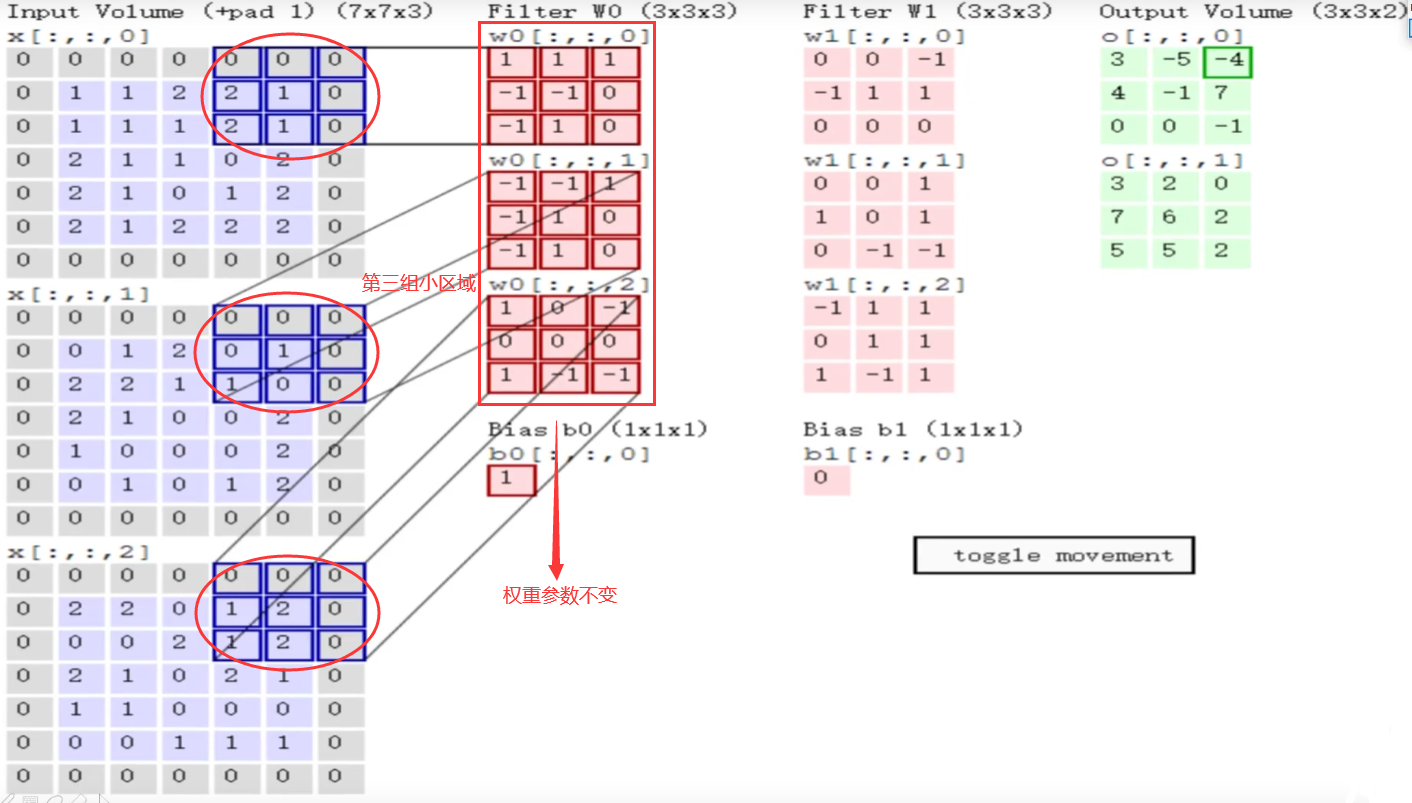 Input Volume (+pad 1) (7x7x3)
x[:,:,0]
0 0 0 0 0 0 0
0 1 1 2 2 1 0
0 1 1 1 2 1 0
0 2 1 1 0 2 0
0 2 1 0 1 2 0
0 2 1 2 2 2 0
0 0 0 0 0 0 0
x[:,:,1]
0 0 0 0 0 0 0
0 0 1 2 0 1 0
0 2 2 1 1 0 0
0 2 1 0 0 2 0
0 1 0 0 0 2 0
0 0 1 0 1 2 0
0 0 0 0 0 0 0
x[:,:,2]
0 0 0 0 0 0 0
0 2 2 0 1 2 0
0 0 0 2 1 2 0
0 2 1 0 2 1 0
0 1 1 0 0 0 0
0 0 0 1 1 1 0
0 0 0 0 0 0 0
第三组小区域
Filter W0 (3x3x3)
w0[:,:,0]
1 1 1
-1 -1 0
-1 1 0
w0[:,:,1]
-1 -1 1
-1 1 0
-1 1 0
w0[:,:,2]
1 0 -1
0 0 0
1 -1 -1
Bias b0 (1x1x1)
b0[:,:,0]
1
权重参数不变
Filter W1 (3x3x3)
w1[:,:,0]
0 0 -1
-1 1 1
0 0 0
w1[:,:,1]
0 0 1
1 0 1
0 -1 -1
w1[:,:,2]
-1 1 1
0 1 1
1 -1 1
Bias b1 (1x1x1)
b1[:,:,0]
0
Output Volume (3x3x2)
o[:,:,0]
3 -5 -4
4 -1 7
0 0 -1
o[:,:,1]
3 2 0
7 6 2
5 5 2
toggle movement